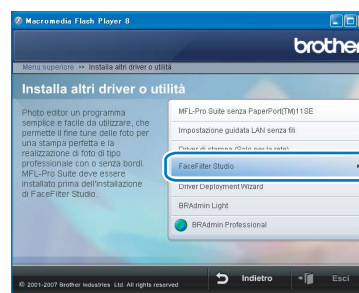 Macromedia Flash Player 8
brother
Menu superiore >> Installa altri driver o utilità
Installa altri driver o utilità
Photo editor un programma
semplice e facile da utilizzare, che
permette il fine tune delle foto per
una stampa perfetta e la
realizzazione di foto di tipo
professionale con o senza bordi.
MFL-Pro Suite deve essere
installato prima dell'installazione
di FaceFilter Studio.
MFL-Pro Suite senza PaperPort(TM)11SE
Impostazione guidata LAN senza fili
Driver di stampa (Solo per la rete)
FaceFilter Studio
Driver Deployment Wizard
BRAdmin Light
BRAdmin Professional
© 2001-2007 Brother Industries Ltd. All rights reserved
Indietro
Esci